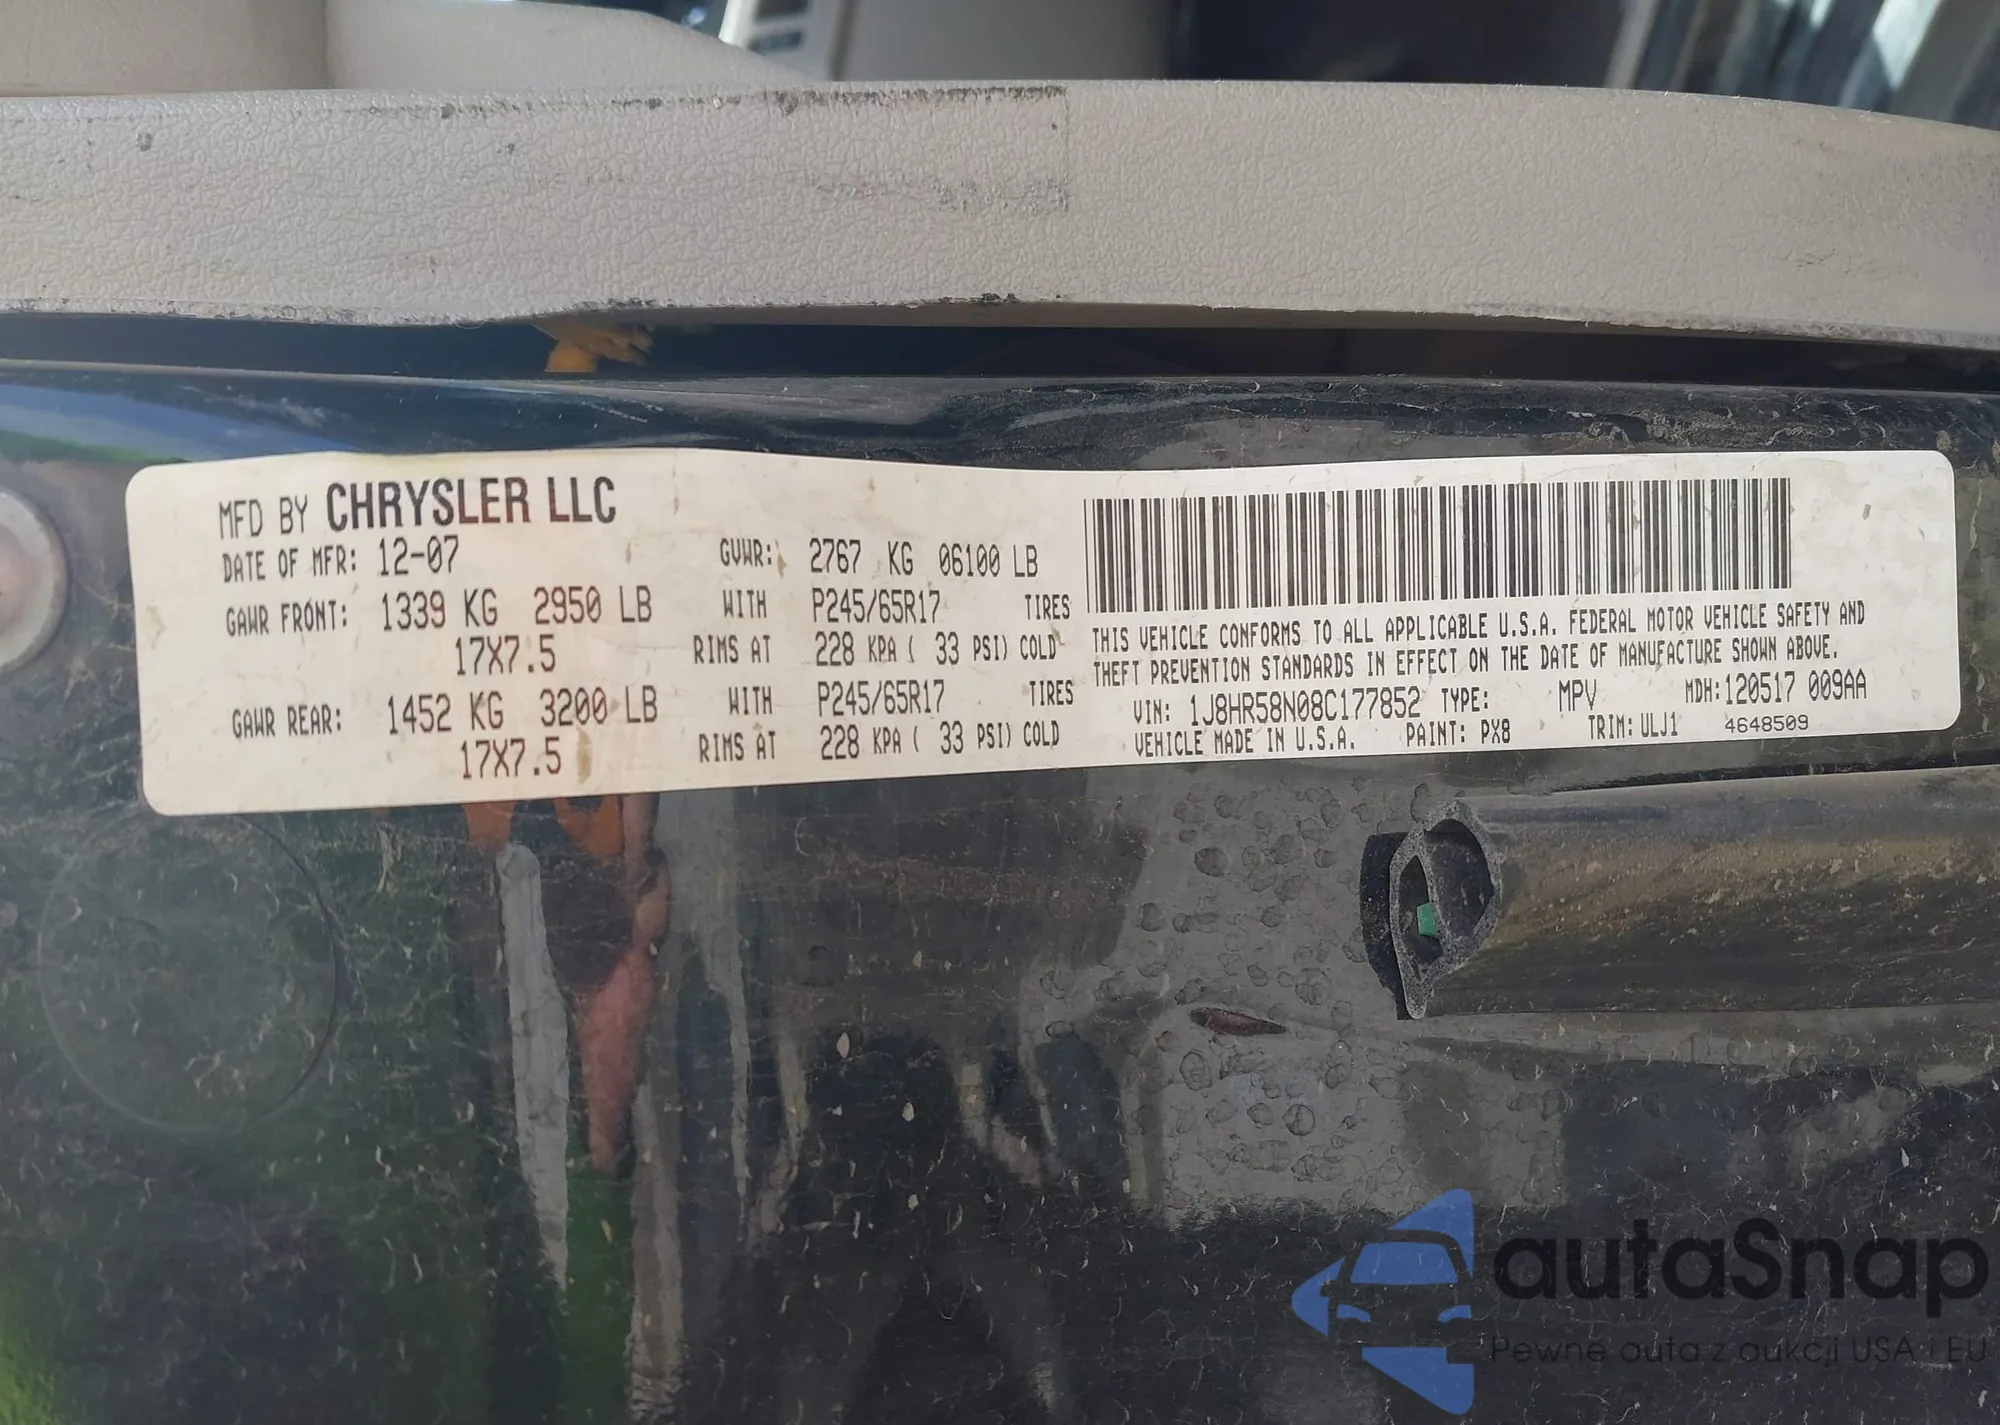 MFD BY CHRYSLER LLC
DATE OF MFR: 12-07 GVWR: 2767 KG 06100 LB
GAWR FRONT: 1339 KG 2950 LB WITH P245/65R17 TIRES
17X7.5 RIMS AT 228 KPA ( 33 PSI) COLD
GAWR REAR: 1452 KG 3200 LB WITH P245/65R17 TIRES
17X7.5 RIMS AT 228 KPA ( 33 PSI) COLD
THIS VEHICLE CONFORMS TO ALL APPLICABLE U.S.A. FEDERAL MOTOR VEHICLE SAFETY AND
THEFT PREVENTION STANDARDS IN EFFECT ON THE DATE OF MANUFACTURE SHOWN ABOVE.
VIN: 1J8HR58N08C177852 TYPE: MPV MDH: 120517 009AA
VEHICLE MADE IN U.S.A. PAINT: PX8 TRIM: ULJ1 4648509
autaSnap
Pewne auta z aukcji USA i EU